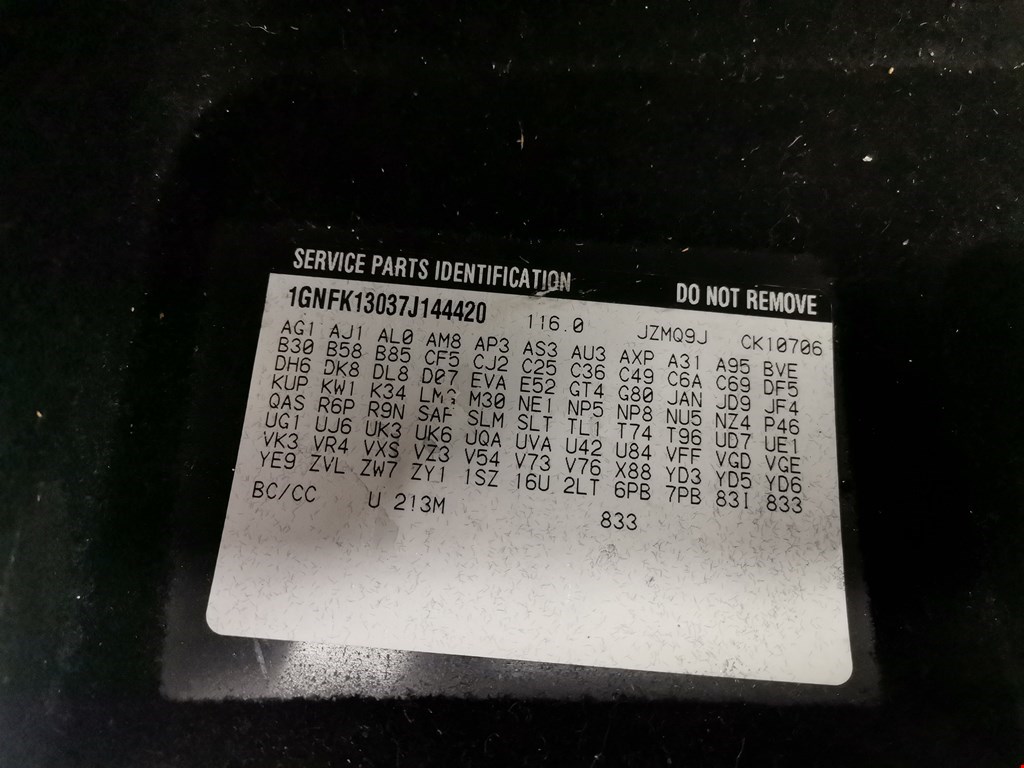 SERVICE PARTS IDENTIFICATION DO NOT REMOVE
1GNFK13037J144420 116.0 JZMQ9J CK10706
AG1 AJ1 AL0 AM8 AP3 AS3 AU3 AXP A31 A95 BVE
B30 B58 B85 CF5 CJ2 C25 C36 C49 C6A C69 DF5
DH6 DK8 DL8 D07 EVA E52 GT4 G80 JAN JD9 JF4
KUP KW1 K34 LMG M30 NE1 NP5 NP8 NU5 NZ4 P46
QAS R6P R9N SAF SLM SLT TL1 T74 T96 UD7 UE1
UG1 UJ6 UK3 UK6 UQA UVA U42 U84 VFF VGD VGE
VK3 VR4 VXS VZ3 V54 V73 V76 X88 YD3 YD5 YD6
YE9 ZVL ZW7 ZY1 1SZ 16U 2LT 6PB 7PB 83I 833
BC/CC U 213M 833